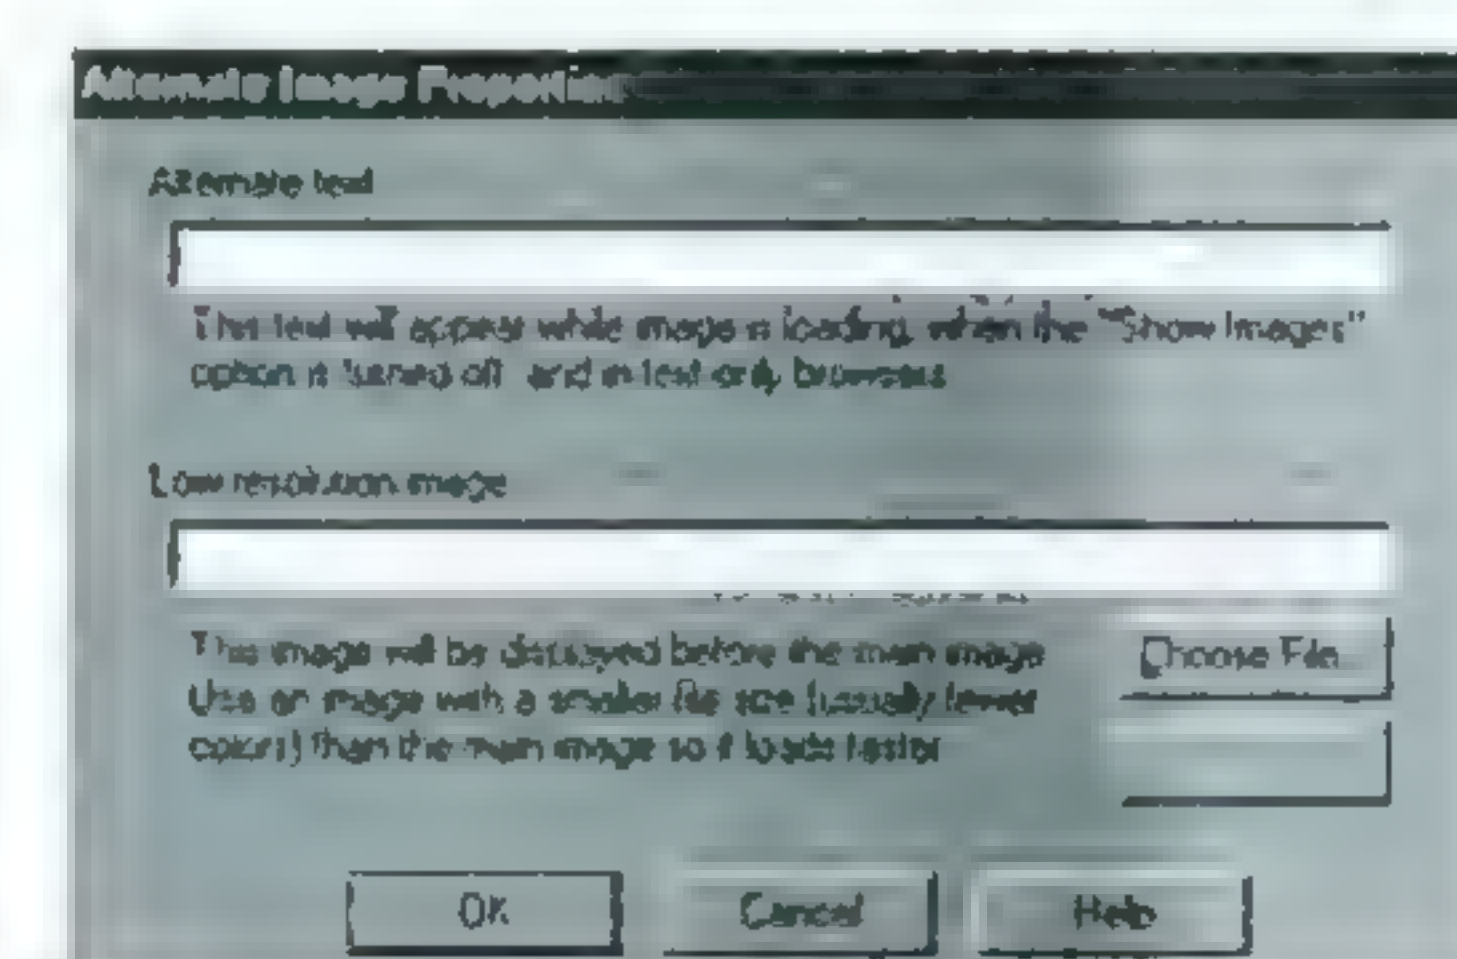 Alternate Image Properties
Alternate text
This text will appear while image is loading, when the "Show Images"
option is turned off and in text-only browsers
Low resolution image
This image will be displayed before the main image
Use an image with a smaller file size (usually fewer
colors) than the main image so it loads faster
Choose File
OK
Cancel
Help